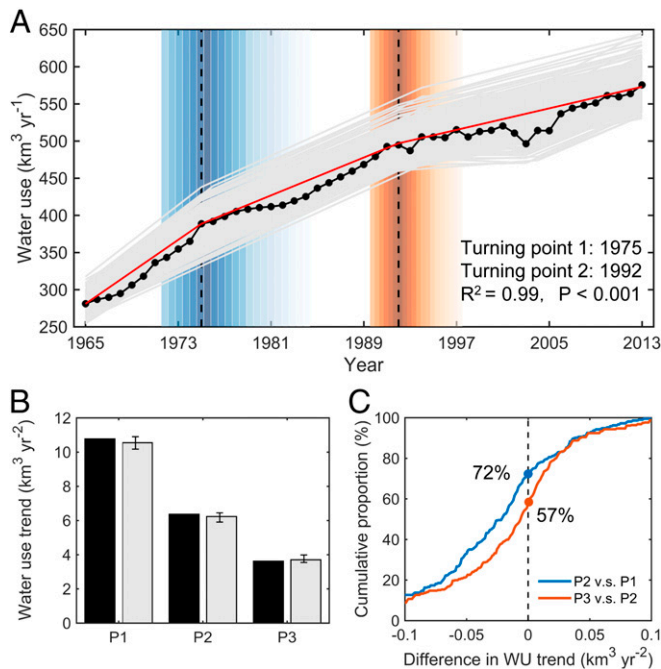 A
650
600
550
500
450
400
350
300
250
Water use (km³ yr⁻¹)
Turning point 1: 1975
Turning point 2: 1992
R² = 0.99, P < 0.001
1965 1973 1981 1989 1997 2005 2013
Year
B
12
10
8
6
4
2
0
Water use trend (km³ yr⁻²)
P1 P2 P3
C
100
80
60
40
20
Cumulative proportion (%)
72%
57%
P2 v.s. P1
P3 v.s. P2
-0.1 -0.05 0 0.05 0.1
Difference in WU trend (km³ yr⁻²)